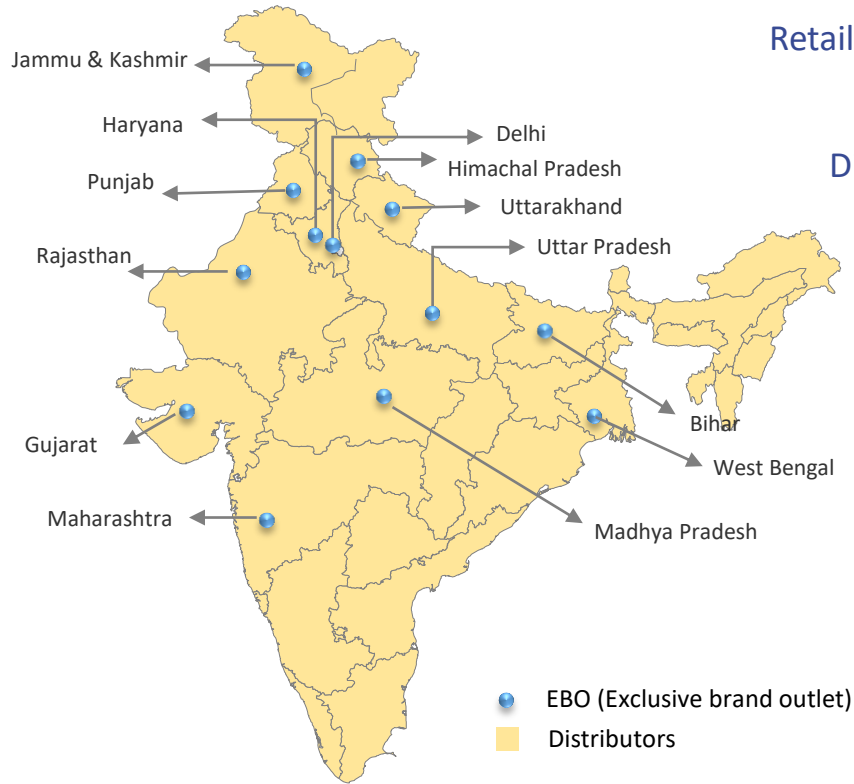 Retail
Jammu & Kashmir
Haryana
Delhi
Himachal Pradesh
D
Punjab
Uttarakhand
Uttar Pradesh
Rajasthan
Bihar
Gujarat
West Bengal
Maharashtra
Madhya Pradesh
EBO (Exclusive brand outlet)
Distributors